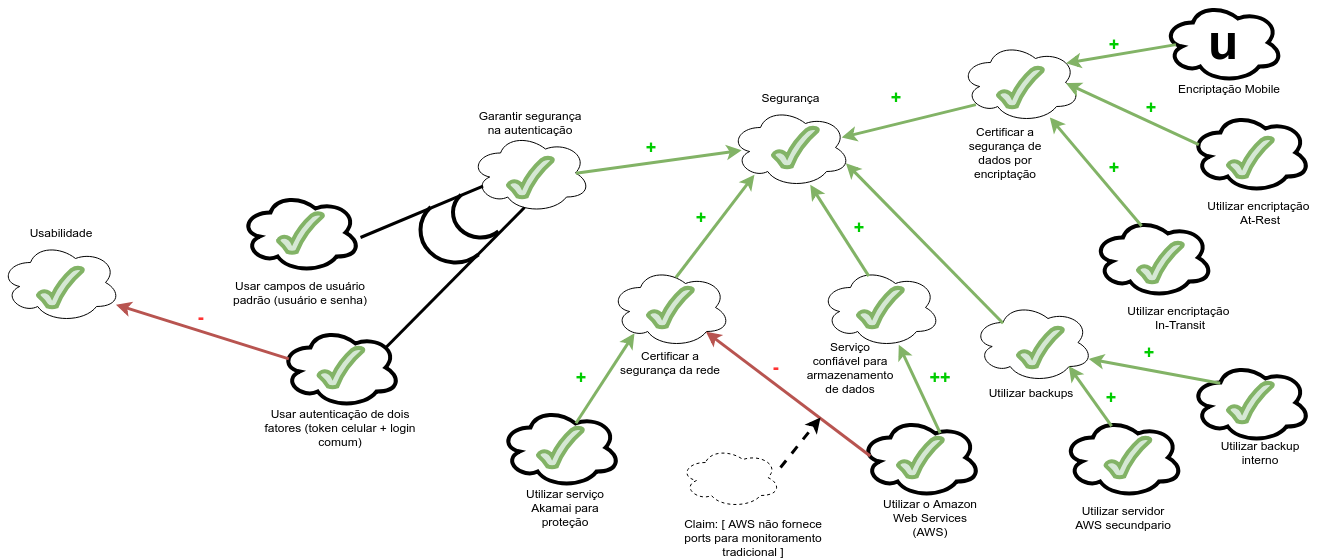 u
Encriptação Mobile
+
+
Segurança
+
Certificar a
segurança de
dados por
encriptação
Garantir segurança
na autenticação
+
+
Utilizar encriptação
At-Rest
Usabilidade
+
+
Usar campos de usuário
padrão (usuário e senha)
-
Utilizar encriptação
In-Transit
Certificar a
segurança da rede
Serviço
confiável para
armazenamento
de dados
Utilizar backups
+
-
+
++
+
+
Usar autenticação de dois
fatores (token celular + login
comum)
Utilizar backup
interno
Utilizar serviço
Akamai para
proteção
Claim: [ AWS não fornece
ports para monitoramento
tradicional ]
Utilizar o Amazon
Web Services
(AWS)
Utilizar servidor
AWS secundpario